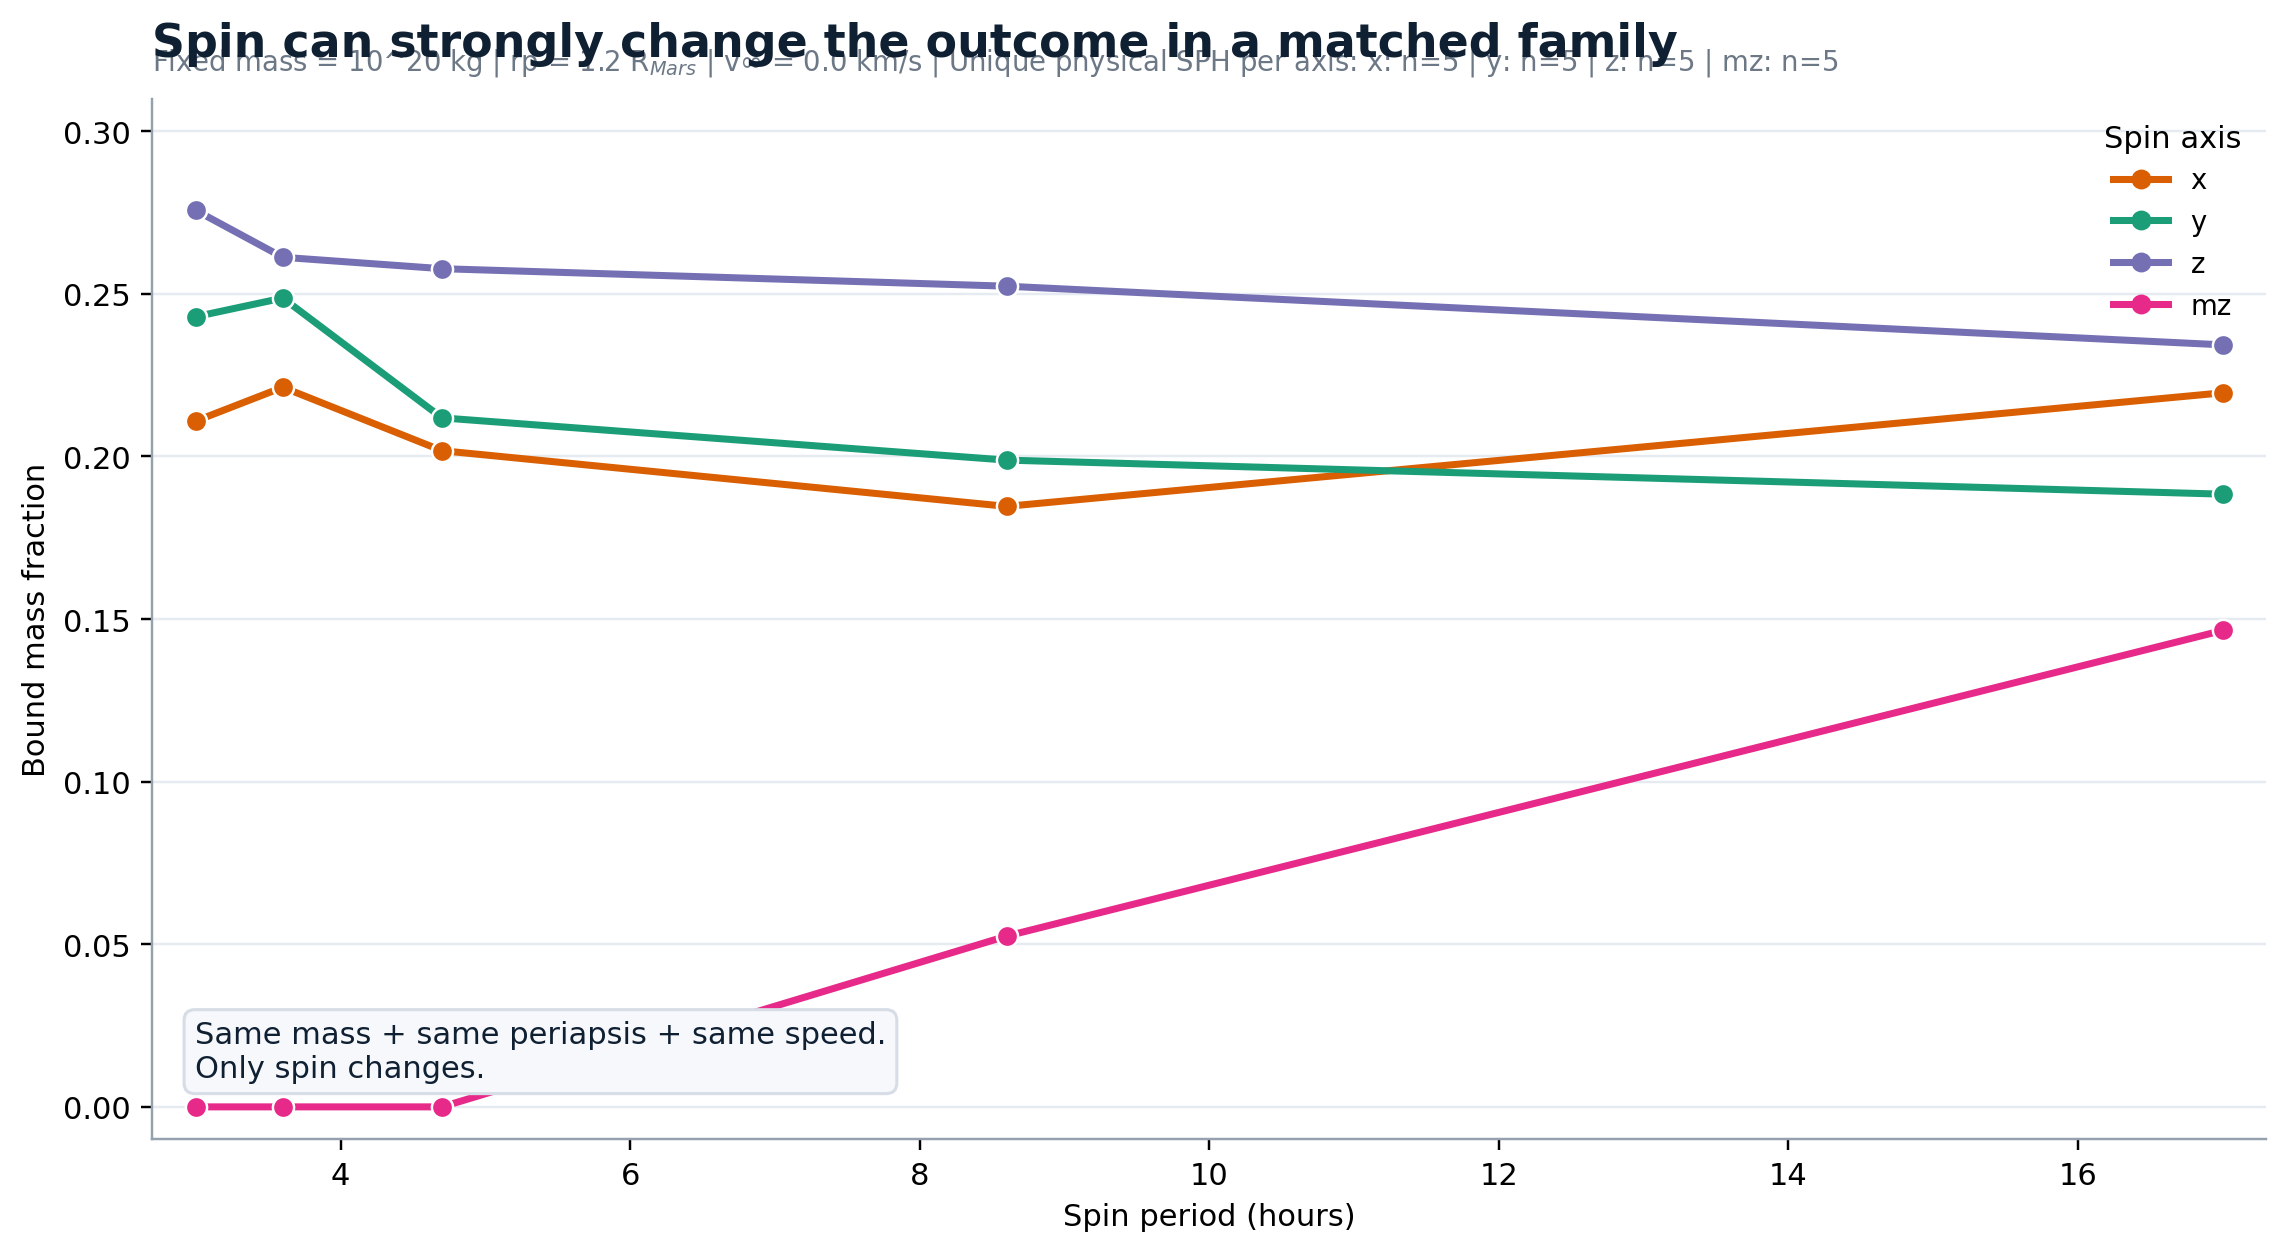 Spin can strongly change the outcome in a matched family
Fixed mass = 10^20 kg | rp = 1.2 R_Mars | v∞ = 0.0 km/s | Unique physical SPH per axis: x: n=5 | y: n=5 | z: n=5 | mz: n=5
Spin axis
x
y
z
mz
0.30
0.25
0.20
0.15
0.10
0.05
0.00
Bound mass fraction
Same mass + same periapsis + same speed.
Only spin changes.
4 6 8 10 12 14 16
Spin period (hours)